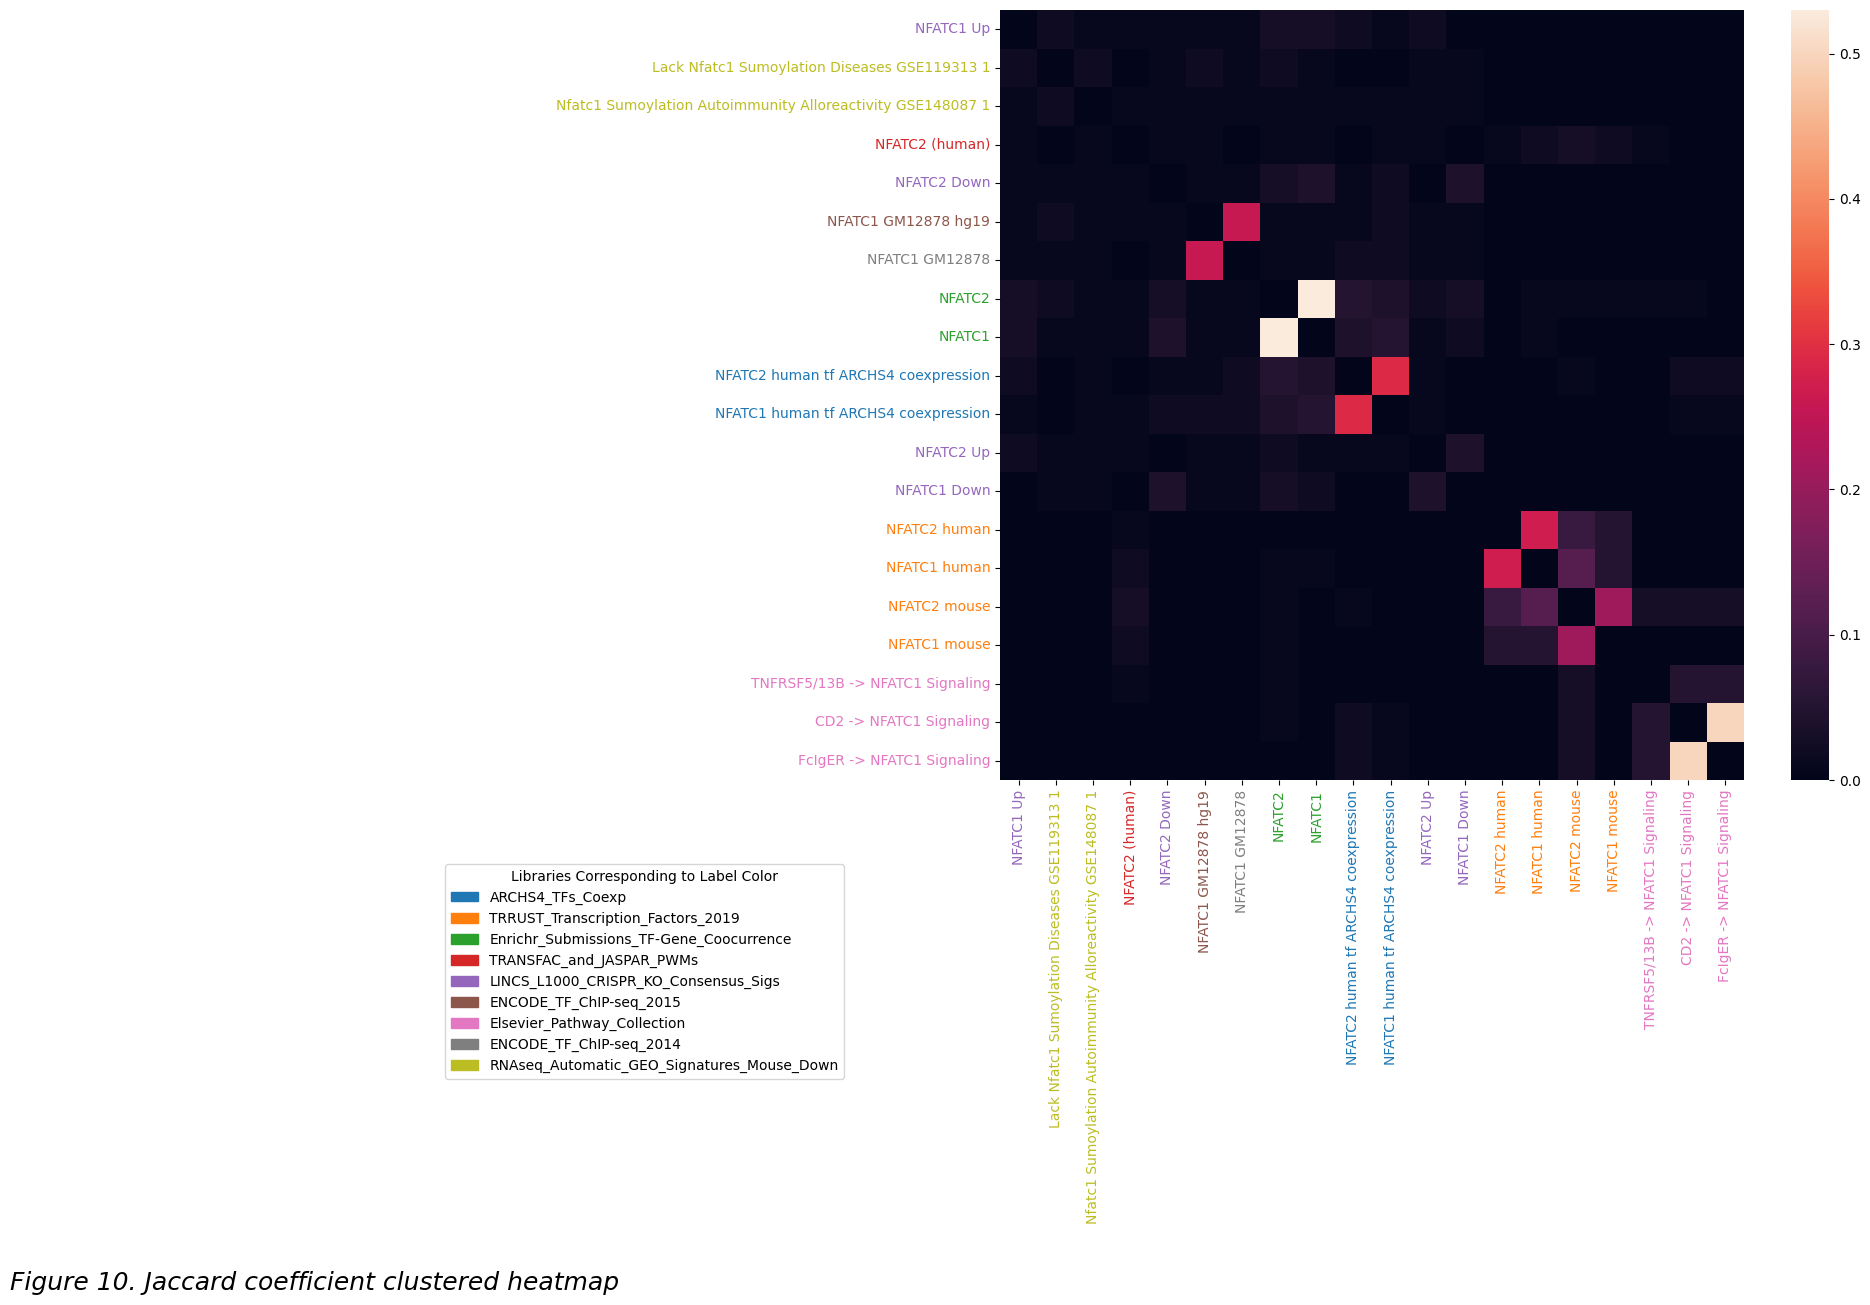 NFATC1 Up
Lack Nfatc1 Sumoylation Diseases GSE119313 1
Nfatc1 Sumoylation Autoimmunity Alloreactivity GSE148087 1
NFATC2 (human)
NFATC2 Down
NFATC1 GM12878 hg19
NFATC1 GM12878
NFATC2
NFATC1
NFATC2 human tf ARCHS4 coexpression
NFATC1 human tf ARCHS4 coexpression
NFATC2 Up
NFATC1 Down
NFATC2 human
NFATC1 human
NFATC2 mouse
NFATC1 mouse
TNFRSF5/13B -> NFATC1 Signaling
CD2 -> NFATC1 Signaling
FcIgER -> NFATC1 Signaling
0.5
0.4
0.3
0.2
0.1
0.0
NFATC1 Up
Lack Nfatc1 Sumoylation Diseases GSE119313 1
Nfatc1 Sumoylation Autoimmunity Alloreactivity GSE148087 1
NFATC2 (human)
NFATC2 Down
NFATC1 GM12878 hg19
NFATC1 GM12878
NFATC2
NFATC1
NFATC2 human tf ARCHS4 coexpression
NFATC1 human tf ARCHS4 coexpression
NFATC2 Up
NFATC1 Down
NFATC2 human
NFATC1 human
NFATC2 mouse
NFATC1 mouse
TNFRSF5/13B -> NFATC1 Signaling
CD2 -> NFATC1 Signaling
FcIgER -> NFATC1 Signaling
Libraries Corresponding to Label Color
ARCHS4_TFs_Coexp
TRRUST_Transcription_Factors_2019
Enrichr_Submissions_TF-Gene_Coocurrence
TRANSFAC_and_JASPAR_PWMs
LINCS_L1000_CRISPR_KO_Consensus_Sigs
ENCODE_TF_ChIP-seq_2015
Elsevier_Pathway_Collection
ENCODE_TF_ChIP-seq_2014
RNAseq_Automatic_GEO_Signatures_Mouse_Down
Figure 10. Jaccard coefficient clustered heatmap